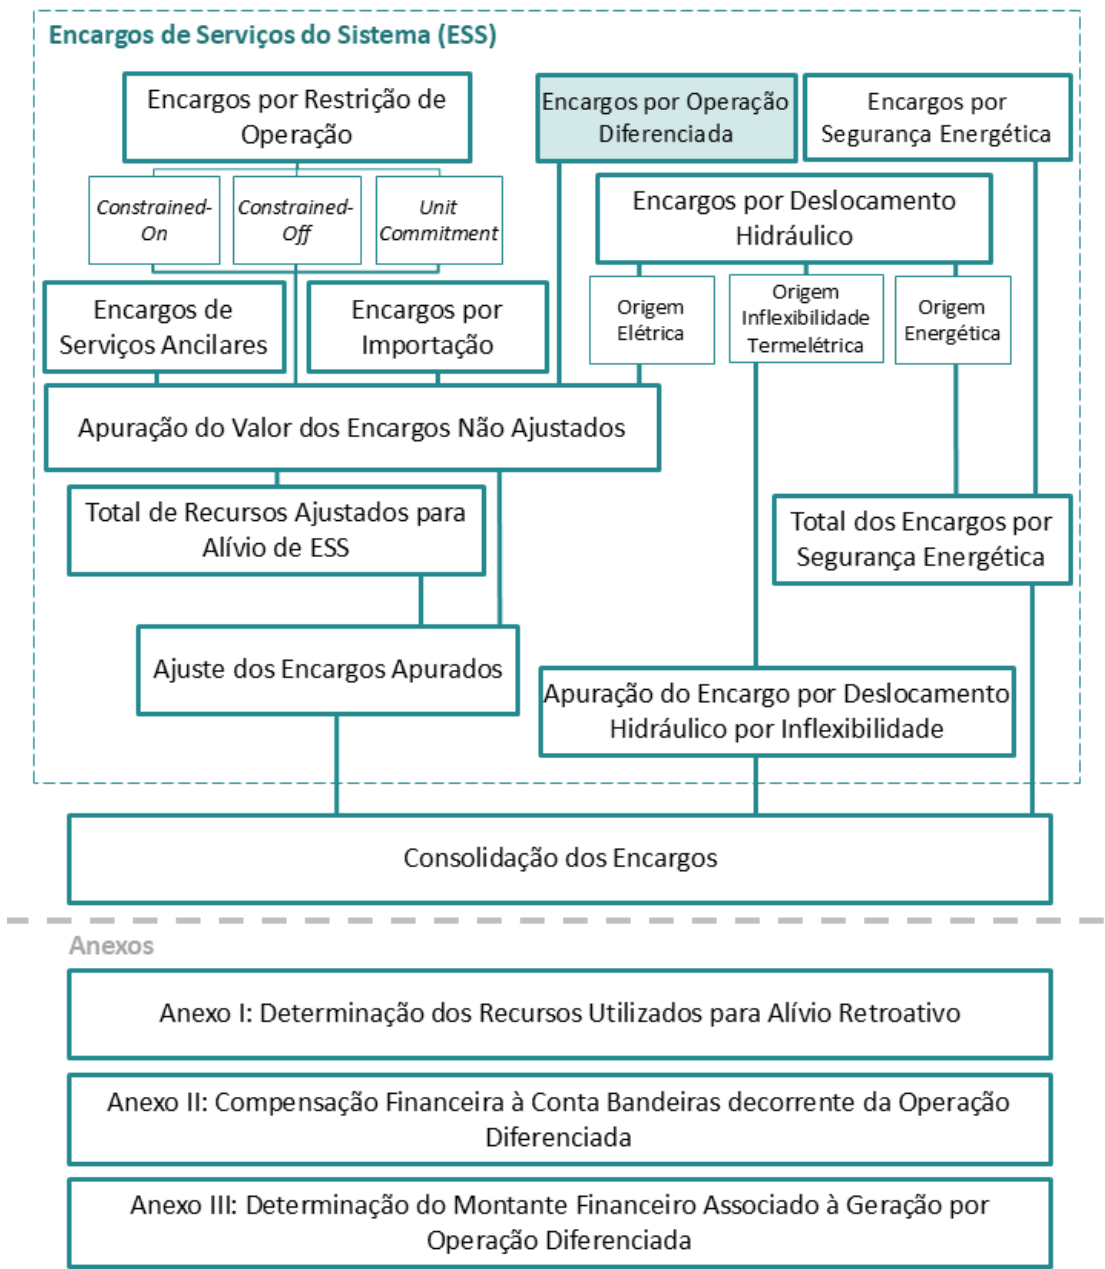 Encargos de Serviços do Sistema (ESS)
Encargos por Restrição de
Operação
Encargos por Operação
Diferenciada
Encargos por
Segurança Energética
Constrained-
On
Constrained-
Off
Unit
Commitment
Encargos por Deslocamento
Hidráulico
Encargos de
Serviços Ancilares
Encargos por
Importação
Origem
Elétrica
Origem
Inflexibilidade
Termelétrica
Origem
Energética
Apuração do Valor dos Encargos Não Ajustados
Total de Recursos Ajustados para
Alívio de ESS
Total dos Encargos por
Segurança Energética
Ajuste dos Encargos Apurados
Apuração do Encargo por Deslocamento
Hidráulico por Inflexibilidade
Consolidação dos Encargos
Anexos
Anexo I: Determinação dos Recursos Utilizados para Alívio Retroativo
Anexo II: Compensação Financeira à Conta Bandeiras decorrente da Operação
Diferenciada
Anexo III: Determinação do Montante Financeiro Associado à Geração por
Operação Diferenciada